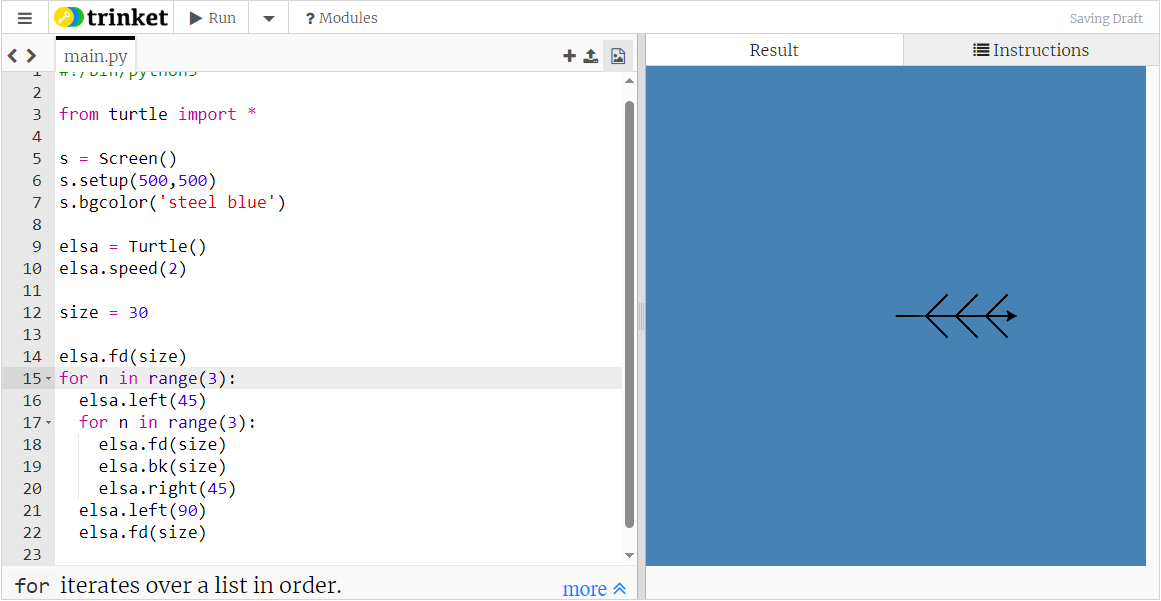 trinket Run ? Modules Saving Draft
main.py Result Instructions
1 #!/bin/python3
2
3 from turtle import *
4
5 s = Screen()
6 s.setup(500,500)
7 s.bgcolor('steel blue')
8
9 elsa = Turtle()
10 elsa.speed(2)
11
12 size = 30
13
14 elsa.fd(size)
15 for n in range(3):
16   elsa.left(45)
17   for n in range(3):
18     elsa.fd(size)
19     elsa.bk(size)
20     elsa.right(45)
21   elsa.left(90)
22   elsa.fd(size)
23
for iterates over a list in order. more